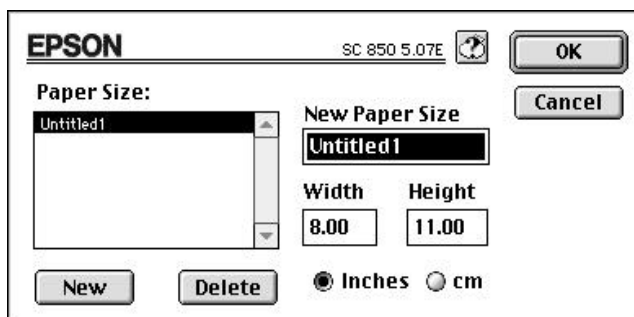 EPSON
SC 850 5.07E
OK
Cancel
Paper Size:
Untitled1
New Paper Size
Untitled1
Width
Height
8.00
11.00
Inches
cm
New
Delete